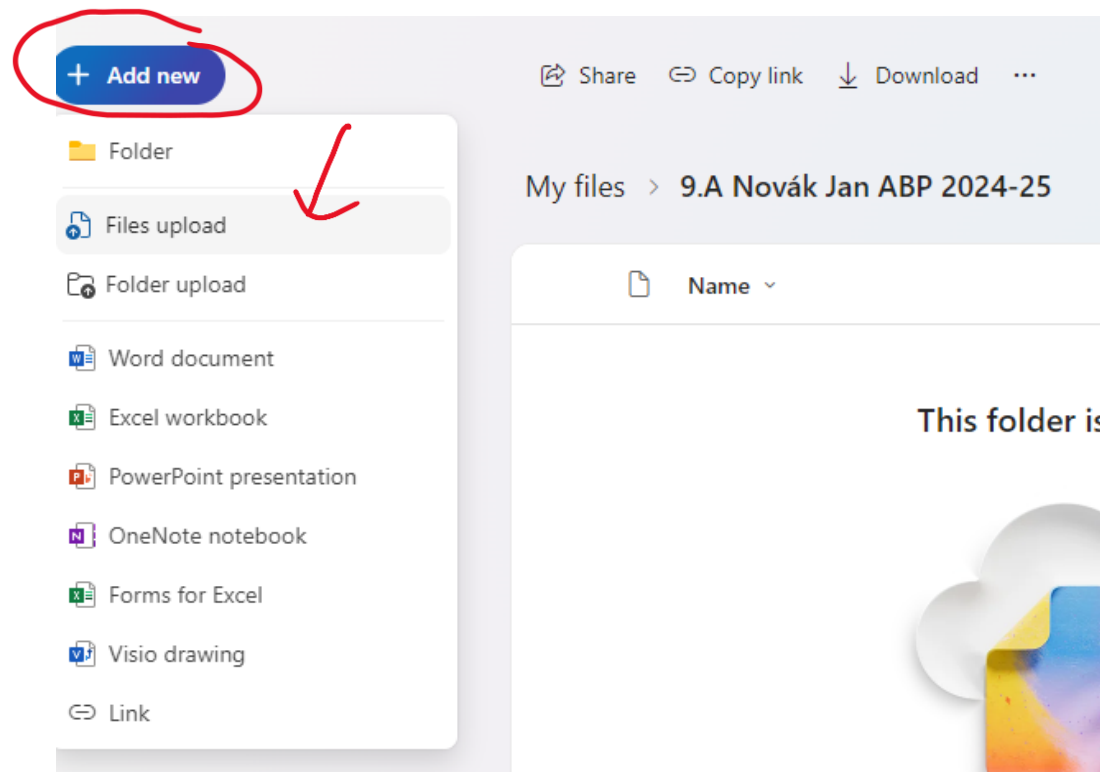 + Add new
Share Copy link Download ...
Folder
My files > 9.A Novák Jan ABP 2024-25
Files upload
Folder upload
Name
Word document
Excel workbook
This folder is
PowerPoint presentation
OneNote notebook
Forms for Excel
Visio drawing
Link